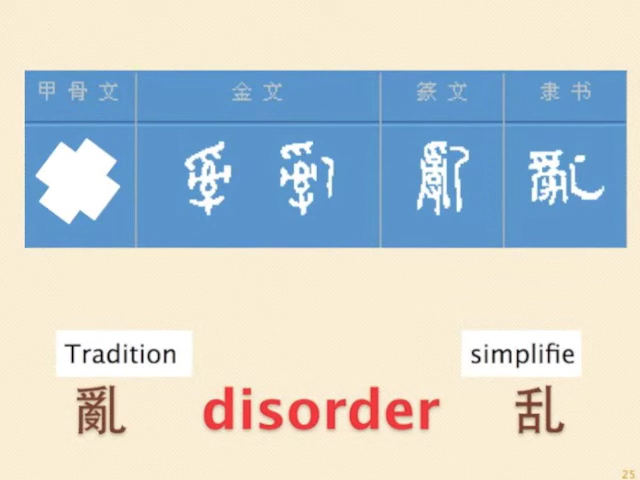 甲骨文 金文 篆文 隶书
Tradition simplifie
亂 disorder 乱
25